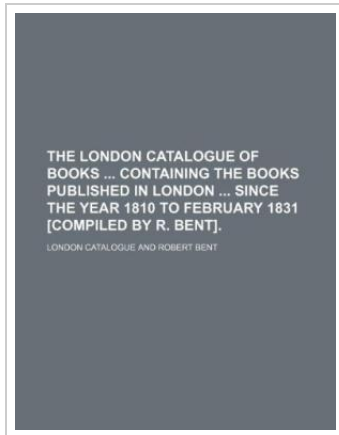 THE LONDON CATALOGUE OF
BOOKS ... CONTAINING THE BOOKS
PUBLISHED IN LONDON ... SINCE
THE YEAR 1810 TO FEBRUARY 1831
[COMPILED BY R. BENT].
LONDON CATALOGUE AND ROBERT BENT